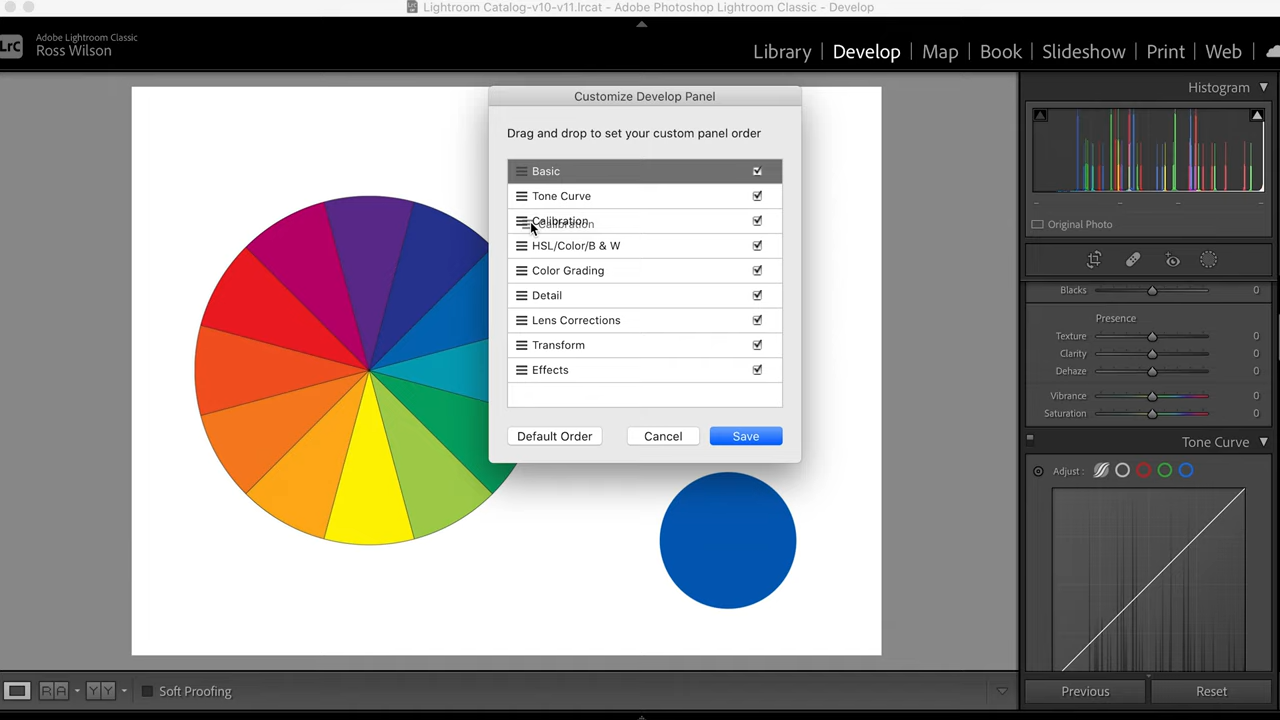 Lightroom Catalog-v10-v11.lrcat - Adobe Photoshop Lightroom Classic - Develop
LrC
Adobe Lightroom Classic
Ross Wilson
Library | Develop | Map | Book | Slideshow | Print | Web
Customize Develop Panel
Drag and drop to set your custom panel order
Basic
Tone Curve
Calibration
Calibration
HSL/Color/B & W
Color Grading
Detail
Lens Corrections
Transform
Effects
Default Order
Cancel
Save
Histogram
Original Photo
Blacks 0
Presence
Texture 0
Clarity 0
Dehaze 0
Vibrance 0
Saturation 0
Tone Curve
Adjust :
R A
Y Y
Soft Proofing
Previous
Reset